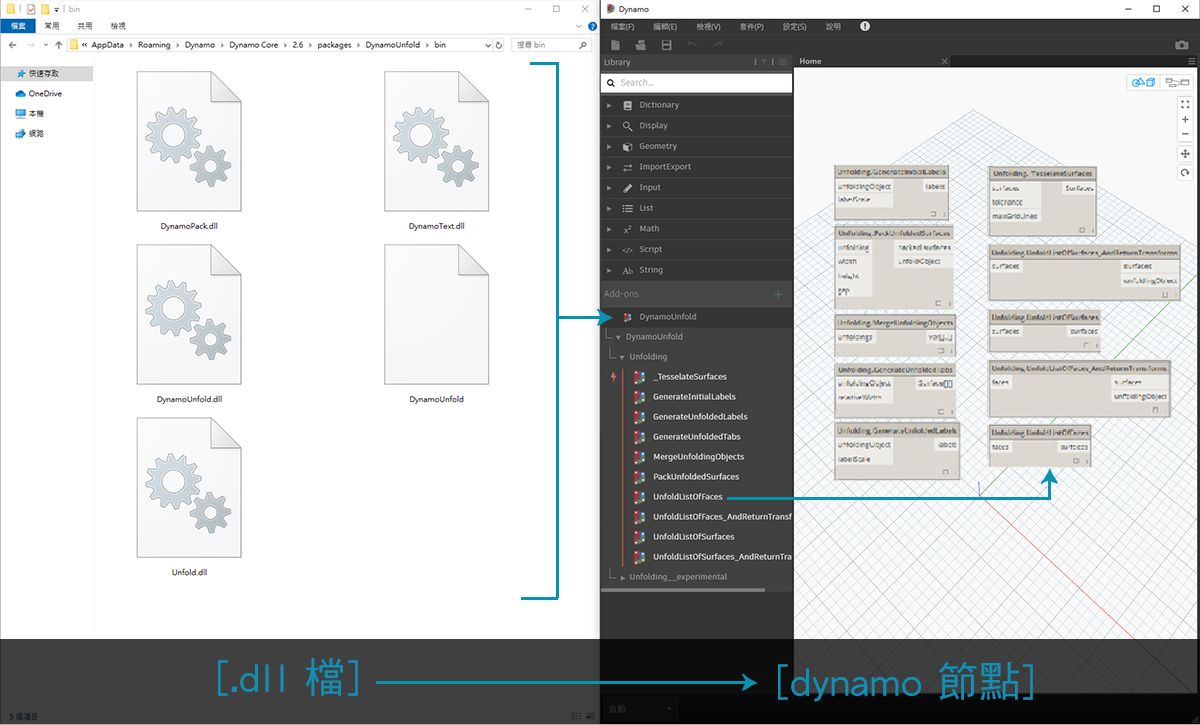 bin
檔案 常用 共用 檢視
« AppData › Roaming › Dynamo › Dynamo Core › 2.6 › packages › DynamoUnfold › bin
搜尋 bin
快速存取
OneDrive
本機
網路
DynamoPack.dll
DynamoText.dll
DynamoUnfold.dll
DynamoUnfold
Unfold.dll
5 個項目
Dynamo
檔案(F) 編輯(E) 檢視(V) 套件(P) 設定(S) 說明
Library
Search...
Dictionary
Display
Geometry
ImportExport
Input
List
Math
Script
String
Add-ons
DynamoUnfold
DynamoUnfold
Unfolding
_TesselateSurfaces
GenerateInitialLabels
GenerateUnfoldedLabels
GenerateUnfoldedTabs
MergeUnfoldingObjects
PackUnfoldedSurfaces
UnfoldListOfFaces
UnfoldListOfFaces_AndReturnTransf
UnfoldListOfSurfaces
UnfoldListOfSurfaces_AndReturnTra
Unfolding__experimental
自動
Home
Unfolding.GenerateInitialLabels
unfoldingObject labels
labelScale
Unfolding.PackUnfoldedSurfaces
unfolding packed surfaces
width unfoldObject
height
gap
Unfolding.MergeUnfoldingObjects
unfoldings var[]..[]
Unfolding.GenerateUnfoldedTabs
unfoldingObject Surface[][]
relativeWidth
Unfolding.GenerateUnfoldedLabels
unfoldingObject labels
labelScale
Unfolding._TesselateSurfaces
surfaces Surfaces
tolerance
maxGridLines
Unfolding.UnfoldListOfSurfaces_AndReturnTransforms
surfaces surfaces
unfoldingObject
Unfolding.UnfoldListOfSurfaces
surfaces surfaces
Unfolding.UnfoldListOfFaces_AndReturnTransforms
faces surfaces
unfoldingObject
Unfolding.UnfoldListOfFaces
faces surfaces
[.dll 檔]
[dynamo 節點]